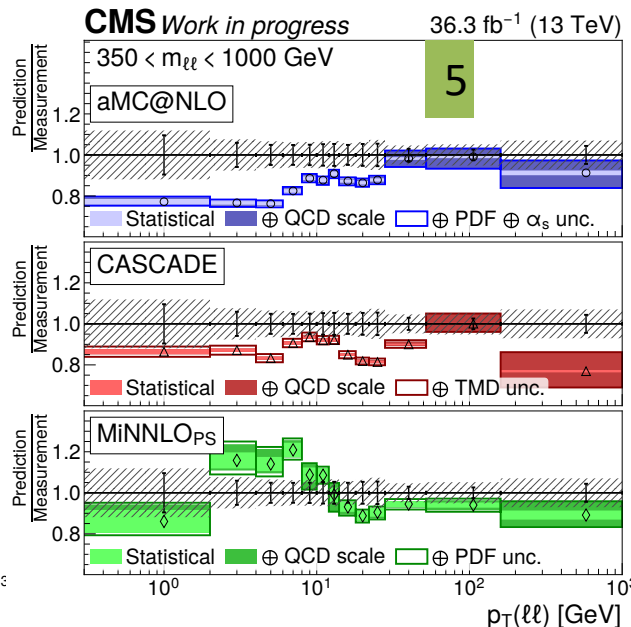 CMS Work in progress 36.3 fb⁻¹ (13 TeV)
350 < mℓℓ < 1000 GeV
5
aMC@NLO
Prediction
Measurement
1.2
1.0
0.8
Statistical ⊕ QCD scale ⊕ PDF ⊕ αs unc.
CASCADE
Prediction
Measurement
1.2
1.0
0.8
Statistical ⊕ QCD scale ⊕ TMD unc.
MiNNLOPS
Prediction
Measurement
1.2
1.0
0.8
Statistical ⊕ QCD scale ⊕ PDF unc.
3
10⁰ 10¹ 10² 10³
pT(ℓℓ) [GeV]